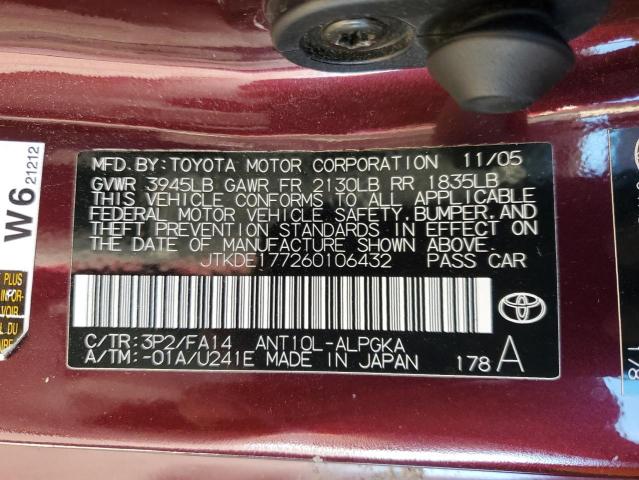 MFD.BY:TOYOTA MOTOR CORPORATION 11/05
GVWR 3945LB GAWR FR 2130LB RR 1835LB
THIS VEHICLE CONFORMS TO ALL APPLICABLE
FEDERAL MOTOR VEHICLE SAFETY,BUMPER,AND
THEFT PREVENTION STANDARDS IN EFFECT ON
THE DATE OF MANUFACTURE SHOWN ABOVE.
JTKDE177260106432 PASS CAR
C/TR:3P2/FA14 ANT10L-ALPGKA
A/TM:-01A/U241E MADE IN JAPAN 178 A
W6
21212
PLUS
INFOR-
VOIR